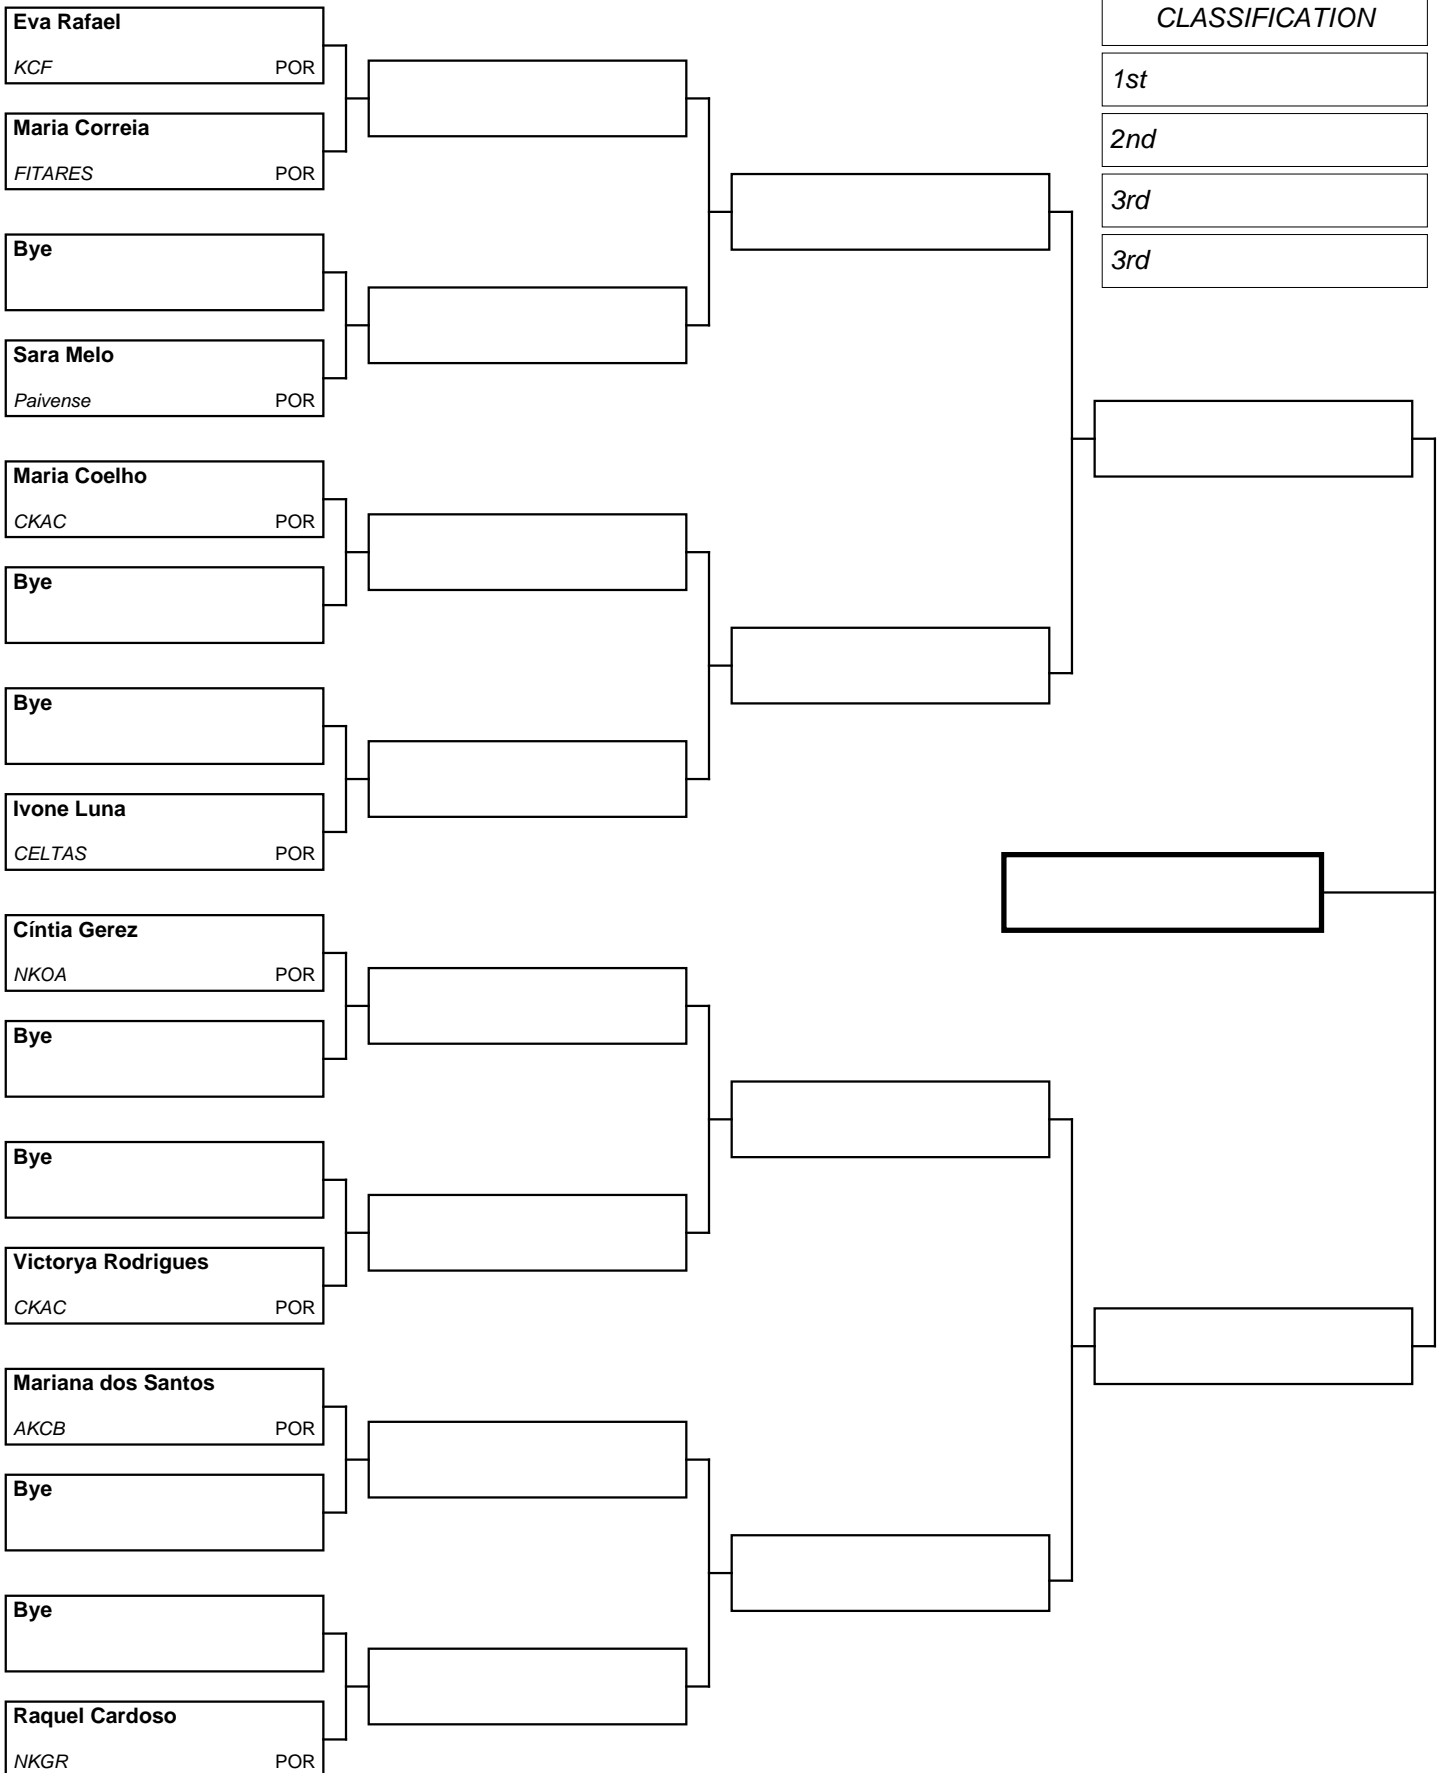 Eva Rafael
KCF POR
Maria Correia
FITARES POR
Bye
Sara Melo
Paivense POR
Maria Coelho
CKAC POR
Bye
Bye
Ivone Luna
CELTAS POR
Cíntia Gerez
NKOA POR
Bye
Bye
Victorya Rodrigues
CKAC POR
Mariana dos Santos
AKCB POR
Bye
Bye
Raquel Cardoso
NKGR POR
CLASSIFICATION
1st
2nd
3rd
3rd